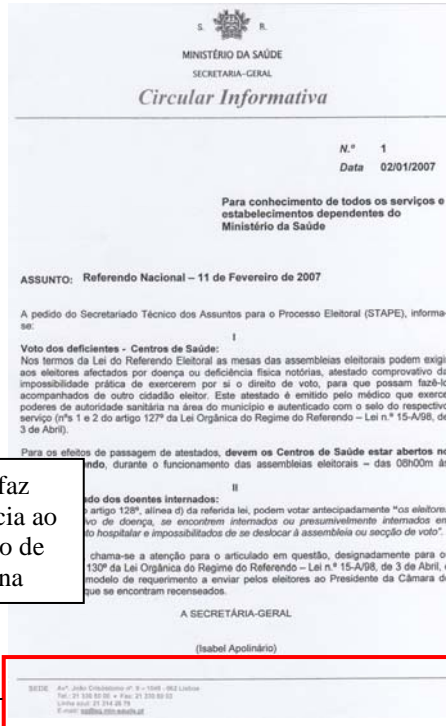 S. R.
MINISTÉRIO DA SAÚDE
SECRETARIA-GERAL
Circular Informativa
N.º 1
Data 02/01/2007
Para conhecimento de todos os serviços e
estabelecimentos dependentes do
Ministério da Saúde
ASSUNTO: Referendo Nacional – 11 de Fevereiro de 2007
A pedido do Secretariado Técnico dos Assuntos para o Processo Eleitoral (STAPE), informa-
se:
I
Voto dos deficientes - Centros de Saúde:
Nos termos da Lei do Referendo Eleitoral as mesas das assembleias eleitorais podem exigir
aos eleitores afectados por doença ou deficiência física notórias, atestado comprovativo da
impossibilidade prática de exercerem por si o direito de voto, para que possam fazê-lo
acompanhados de outro cidadão eleitor. Este atestado é emitido pelo médico que exerce
poderes de autoridade sanitária na área do município e autenticado com o selo do respectivo
serviço (nºs 1 e 2 do artigo 127º da Lei Orgânica do Regime do Referendo – Lei n.º 15-A/98, de
3 de Abril).
Para os efeitos de passagem de atestados, devem os Centros de Saúde estar abertos no
endo, durante o funcionamento das assembleias eleitorais – das 08h00m às
II
ado dos doentes internados:
artigo 128º, alínea d) da referida lei, podem votar antecipadamente "os eleitores
ivo de doença, se encontrem internados ou presumivelmente internados em
to hospitalar e impossibilitados de se deslocar à assembleia ou secção de voto".
chama-se a atenção para o articulado em questão, designadamente para o
130º da Lei Orgânica do Regime do Referendo – Lei n.º 15-A/98, de 3 de Abril,
modelo de requerimento a enviar pelos eleitores ao Presidente da Câmara d
que se encontram recenseados.
faz
cia ao
o de
na
A SECRETÁRIA-GERAL
(Isabel Apolinário)
SEDE